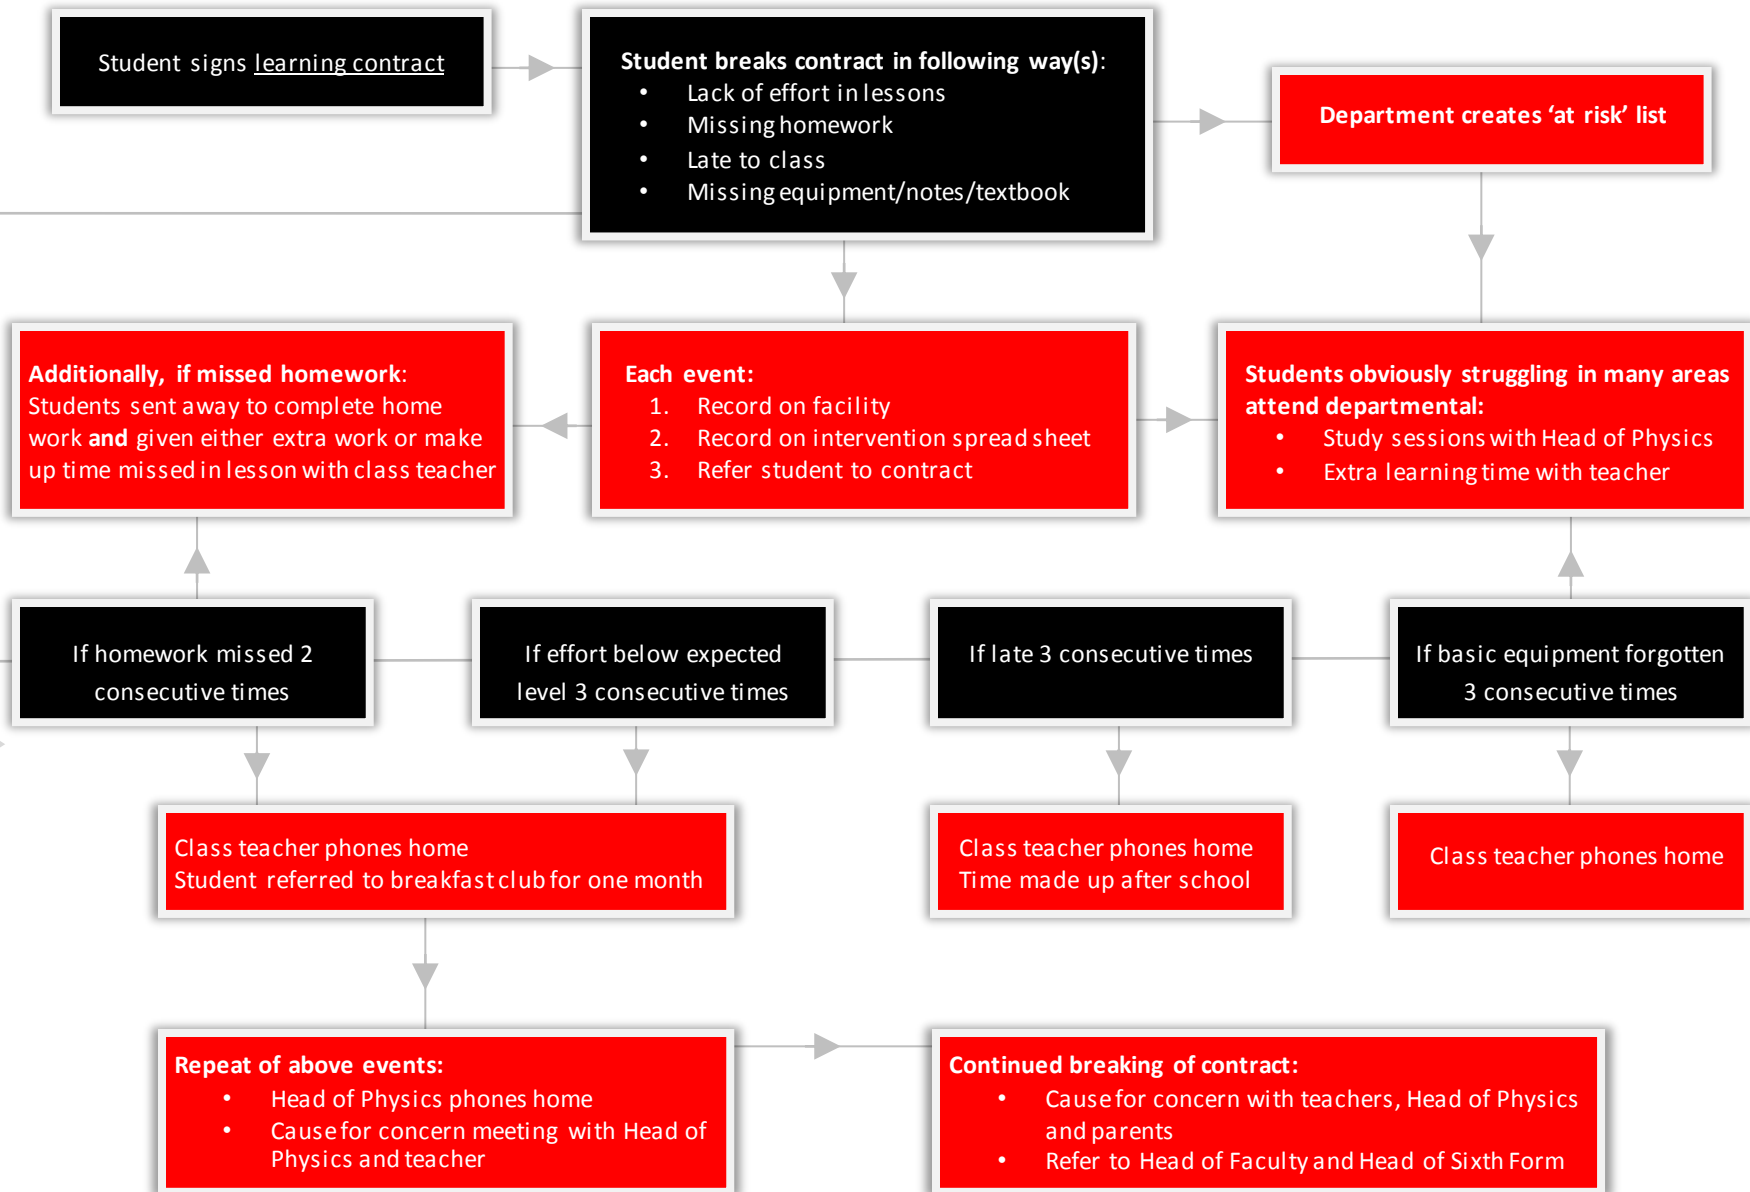 Student signs learning contract
Student breaks contract in following way(s):
• Lack of effort in lessons
• Missing homework
• Late to class
• Missing equipment/notes/textbook
Department creates ‘at risk’ list
Additionally, if missed homework:
Students sent away to complete home
work and given either extra work or make
up time missed in lesson with class teacher
Each event:
1. Record on facility
2. Record on intervention spread sheet
3. Refer student to contract
Students obviously struggling in many areas
attend departmental:
• Study sessions with Head of Physics
• Extra learning time with teacher
If homework missed 2
consecutive times
If effort below expected
level 3 consecutive times
If late 3 consecutive times
If basic equipment forgotten
3 consecutive times
Class teacher phones home
Student referred to breakfast club for one month
Class teacher phones home
Time made up after school
Class teacher phones home
Repeat of above events:
• Head of Physics phones home
• Cause for concern meeting with Head of
Physics and teacher
Continued breaking of contract:
• Cause for concern with teachers, Head of Physics
and parents
• Refer to Head of Faculty and Head of Sixth Form